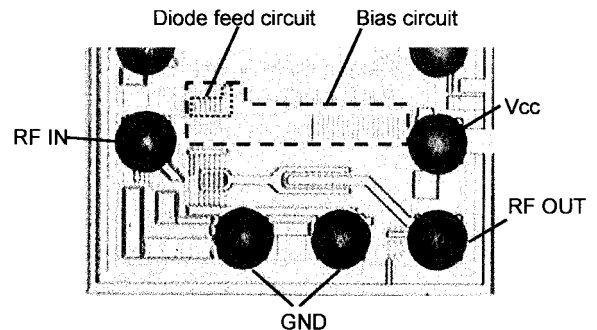 Diode feed circuit
Bias circuit
Vcc
RF IN
RF OUT
GND